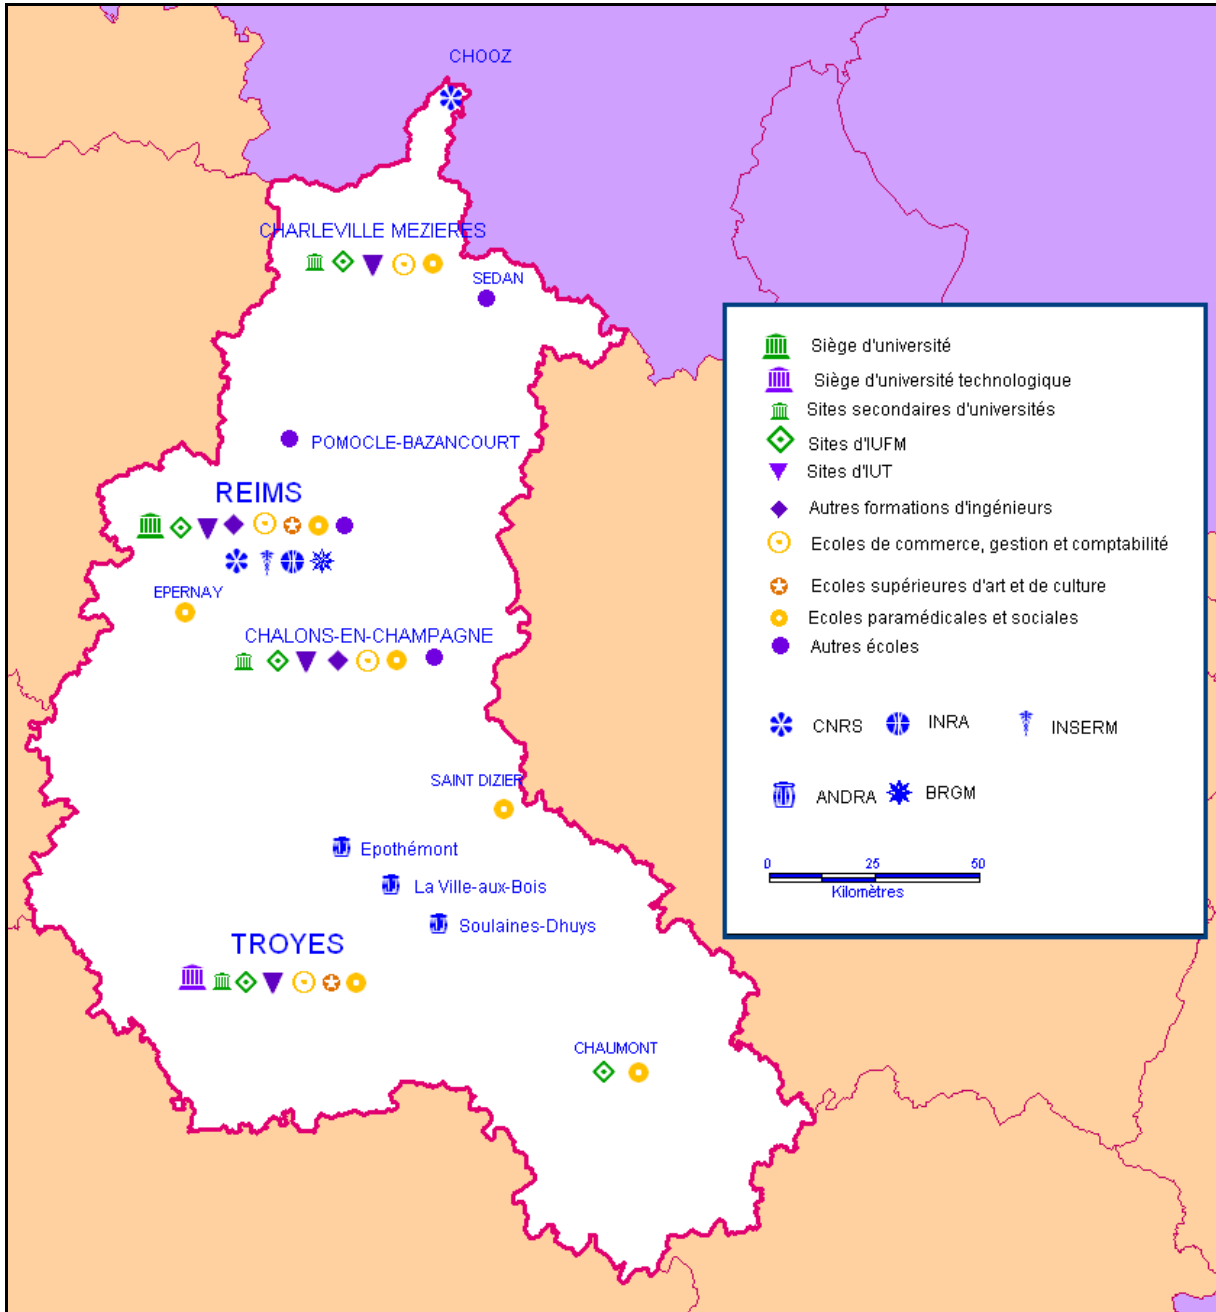 CHOOZ
CHARLEVILLE MEZIERES
SEDAN
POMOCLE-BAZANCOURT
REIMS
EPERNAY
CHALONS-EN-CHAMPAGNE
SAINT DIZIER
Epothémont
La Ville-aux-Bois
Soulaines-Dhuys
TROYES
CHAUMONT
Siège d'université
Siège d'université technologique
Sites secondaires d'universités
Sites d'IUFM
Sites d'IUT
Autres formations d'ingénieurs
Ecoles de commerce, gestion et comptabilité
Ecoles supérieures d'art et de culture
Ecoles paramédicales et sociales
Autres écoles
CNRS INRA INSERM
ANDRA BRGM
0 25 50
Kilomètres